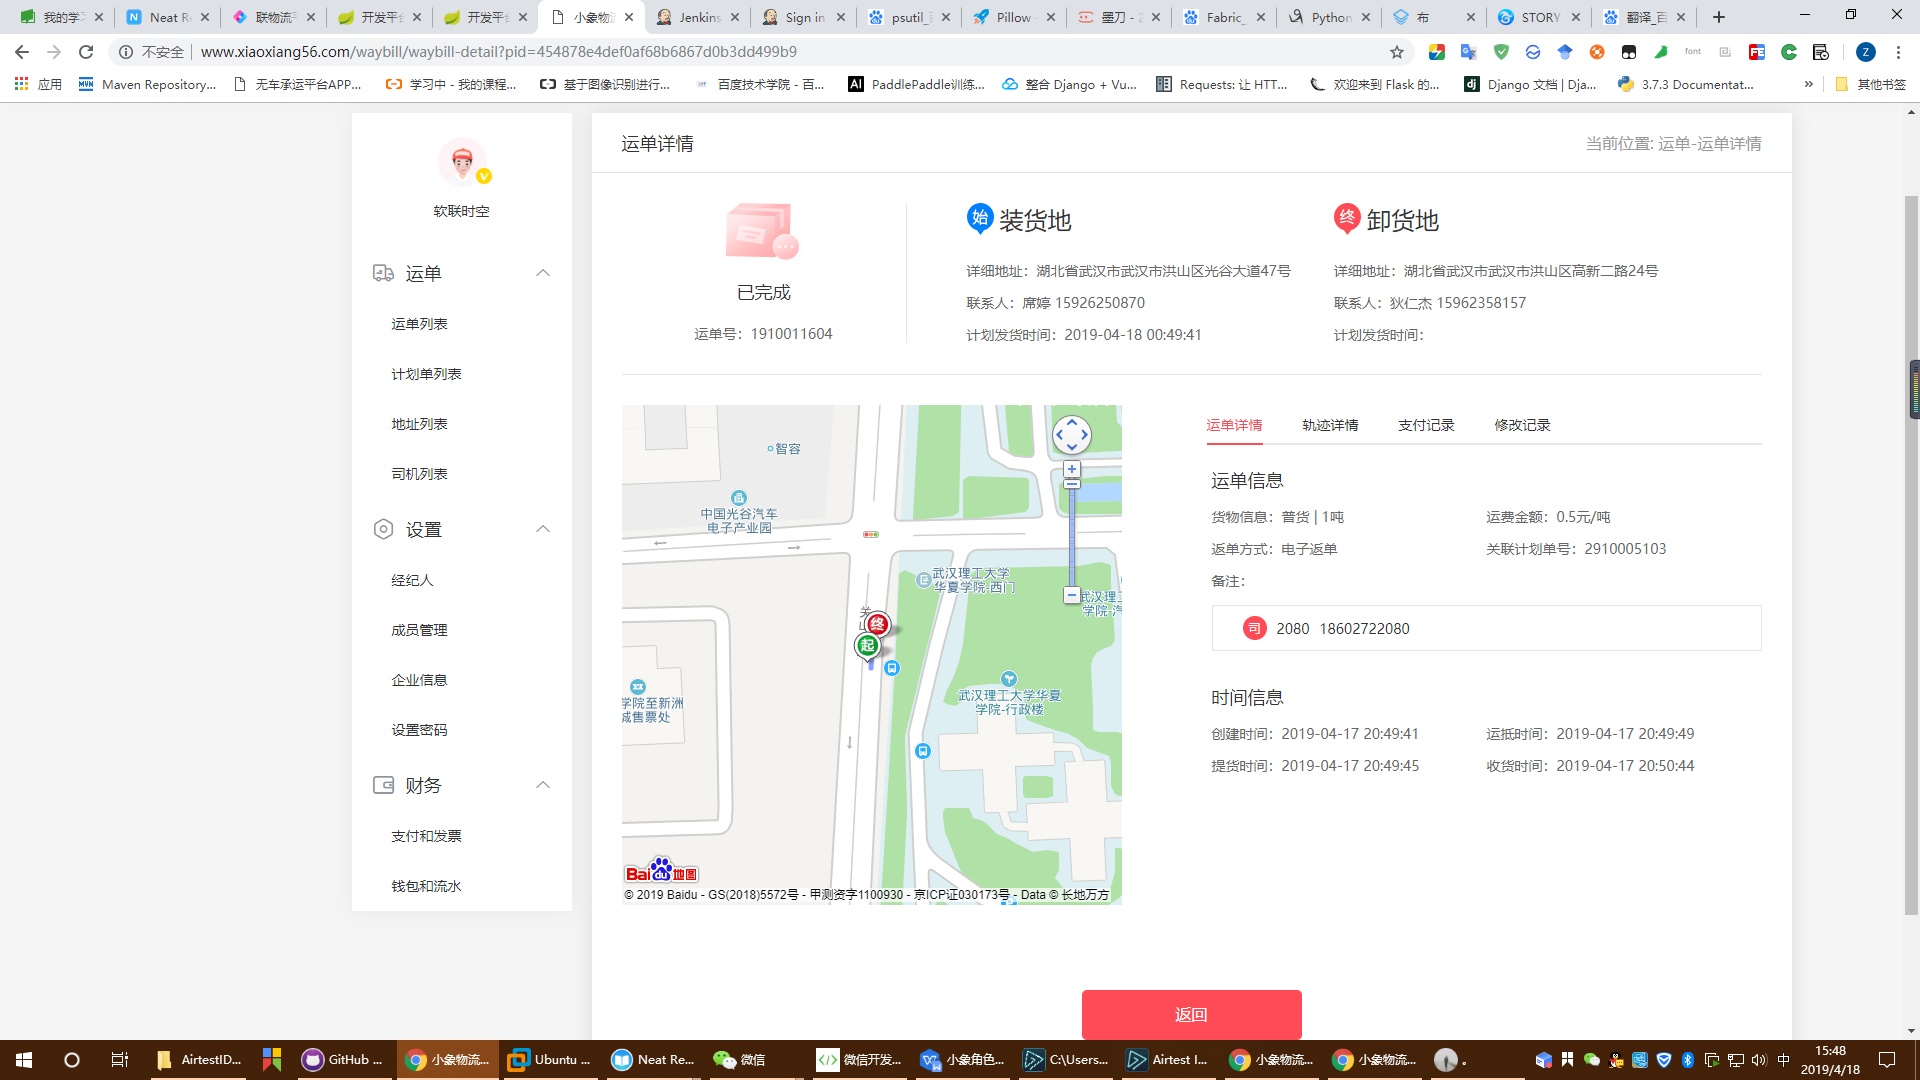 我的学
Neat R
联物流
开发平台
开发平台
小象物流
Jenkins
Sign in
psutil_
Pillow
墨刀 - 2
Fabric_
Python
布
STORY
翻译_百
不安全
www.xiaoxiang56.com/waybill/waybill-detail?pid=454878e4def0af68b6867d0b3dd499b9
应用
Maven Repository...
无车承运平台APP...
学习中 - 我的课程...
基于图像识别进行...
百度技术学院 - 百...
PaddlePaddle训练...
整合 Django + Vu...
Requests: 让 HTT...
欢迎来到 Flask 的...
Django 文档 | Dja...
3.7.3 Documentat...
其他书签
软联时空
运单
运单列表
计划单列表
地址列表
司机列表
设置
经纪人
成员管理
企业信息
设置密码
财务
支付和发票
钱包和流水
运单详情
当前位置: 运单-运单详情
已完成
运单号：1910011604
始 装货地
详细地址：湖北省武汉市武汉市洪山区光谷大道47号
联系人：席婷 15926250870
计划发货时间：2019-04-18 00:49:41
终 卸货地
详细地址：湖北省武汉市武汉市洪山区高新二路24号
联系人：狄仁杰 15962358157
计划发货时间：
智容
中国光谷汽车
电子产业园
武汉理工大学
华夏学院-西门
武汉理工
学院-汽
关
终
起
学院至新洲
城售票处
武汉理工大学华夏
学院-行政楼
Baidu地图
© 2019 Baidu - GS(2018)5572号 - 甲测资字1100930 - 京ICP证030173号 - Data © 长地万方
运单详情
轨迹详情
支付记录
修改记录
运单信息
货物信息：普货 | 1吨
运费金额：0.5元/吨
返单方式：电子返单
关联计划单号：2910005103
备注：
司 2080 18602722080
时间信息
创建时间：2019-04-17 20:49:41
运抵时间：2019-04-17 20:49:49
提货时间：2019-04-17 20:49:45
收货时间：2019-04-17 20:50:44
返回
AirtestID...
GitHub ...
小象物流...
Ubuntu ...
Neat Re...
微信
微信开发...
小象角色...
C:\Users...
Airtest I...
小象物流...
小象物流...
中
15:48
2019/4/18